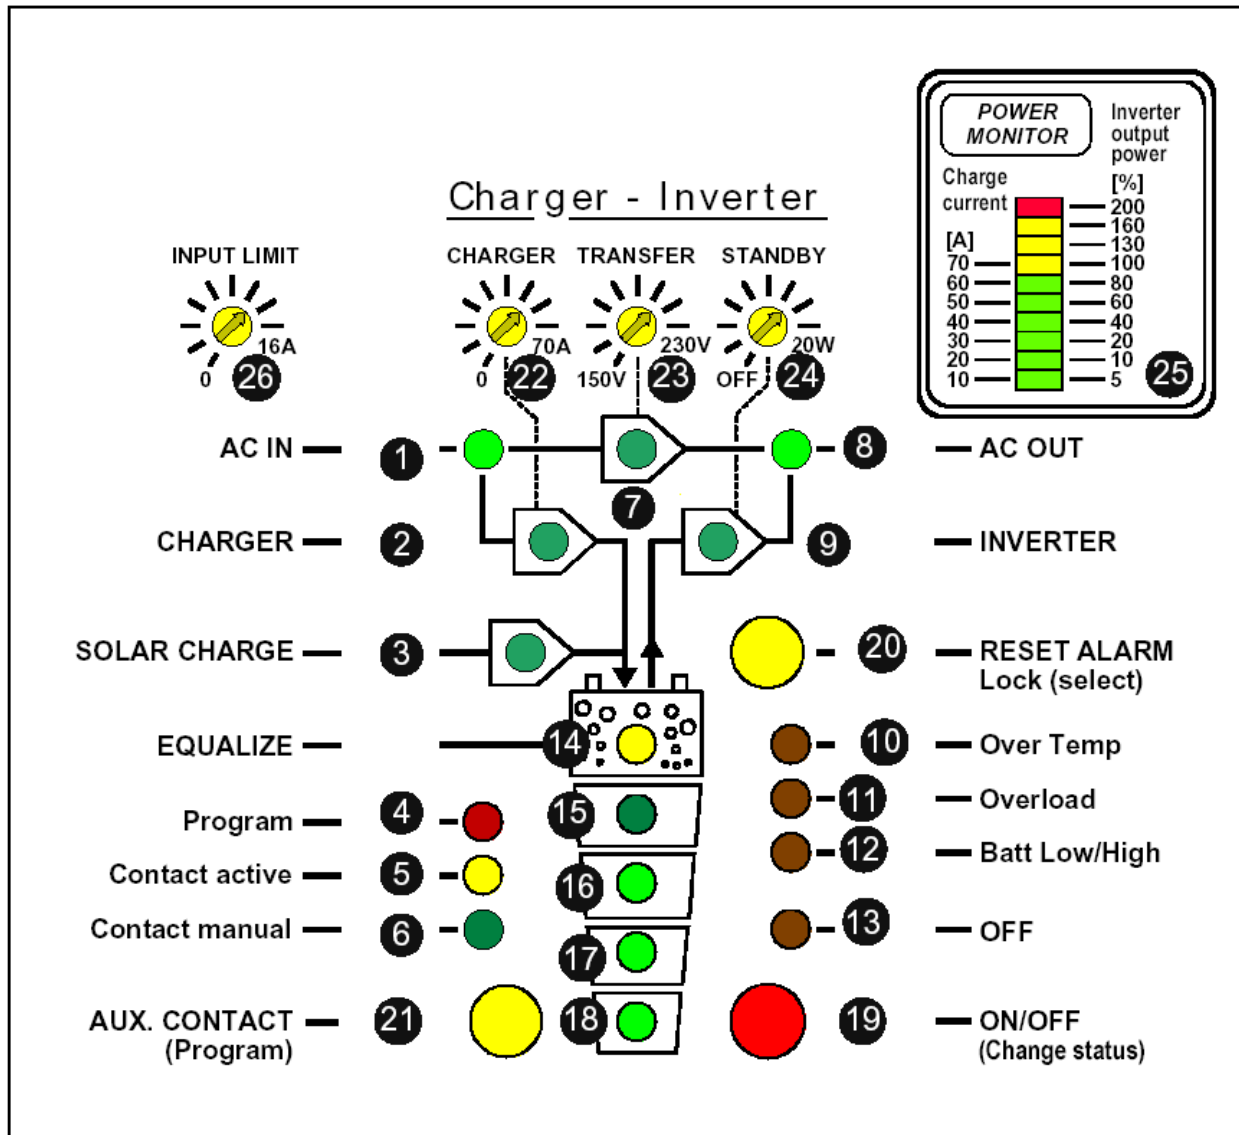 POWER
MONITOR
Inverter
output
power
[%]
Charge
current
[A]
200
160
130
70 100
60 80
50 60
40 40
30 20
20 10
10 5
25
Charger - Inverter
INPUT LIMIT
CHARGER
TRANSFER
STANDBY
16A
0
26
70A
0
22
230V
150V
23
20W
OFF
24
AC IN 1
8 AC OUT
7
CHARGER 2
9 INVERTER
SOLAR CHARGE 3
20 RESET ALARM
Lock (select)
EQUALIZE 14
10 Over Temp
Program 4
15
11 Overload
Contact active 5
16
12 Batt Low/High
Contact manual 6
17
13 OFF
AUX. CONTACT 21
(Program)
18
19 ON/OFF
(Change status)